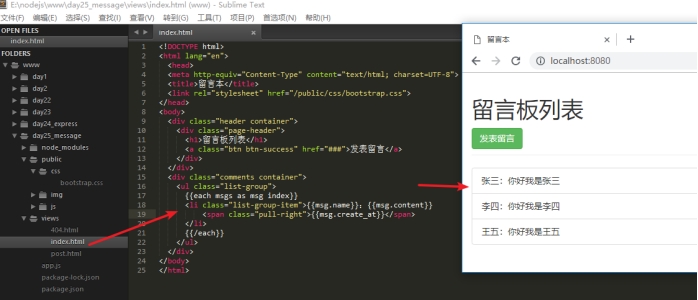 E:\nodejs\www\day25_message\views\index.html (www) - Sublime Text
文件(F) 编辑(E) 选择(S) 查找(I) 查看(V) 转到(G) 工具(T) 项目(P) 首选项(N) 帮助(H)
OPEN FILES
index.html
FOLDERS
www
day1
day2
day22
day23
day24_express
day25_message
node_modules
public
css
bootstrap.css
img
js
views
404.html
index.html
post.html
app.js
package-lock.json
package.json
index.html
1 <!DOCTYPE html>
2 <html lang="en">
3 <head>
4 <meta http-equiv="Content-Type" content="text/html; charset=UTF-8">
5 <title>留言本</title>
6 <link rel="stylesheet" href="/public/css/bootstrap.css">
7 </head>
8 <body>
9 <div class="header container">
10 <div class="page-header">
11 <h1>留言板列表</h1>
12 <a class="btn btn-success" href="###">发表留言</a>
13 </div>
14 </div>
15 <div class="comments container">
16 <ul class="list-group">
17 {{each msgs as msg index}}
18 <li class="list-group-item">{{msg.name}}：{{msg.content}}
19 <span class="pull-right">{{msg.create_at}}</span>
20 </li>
21 {{/each}}
22 </ul>
23 </div>
24 </body>
25 </html>
留言本
localhost:8080
留言板列表
发表留言
张三：你好我是张三
李四：你好我是李四
王五：你好我是王五